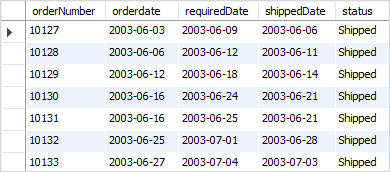 orderNumber orderdate requiredDate shippedDate status
10127 2003-06-03 2003-06-09 2003-06-06 Shipped
10128 2003-06-06 2003-06-12 2003-06-11 Shipped
10129 2003-06-12 2003-06-18 2003-06-14 Shipped
10130 2003-06-16 2003-06-24 2003-06-21 Shipped
10131 2003-06-16 2003-06-25 2003-06-21 Shipped
10132 2003-06-25 2003-07-01 2003-06-28 Shipped
10133 2003-06-27 2003-07-04 2003-07-03 Shipped